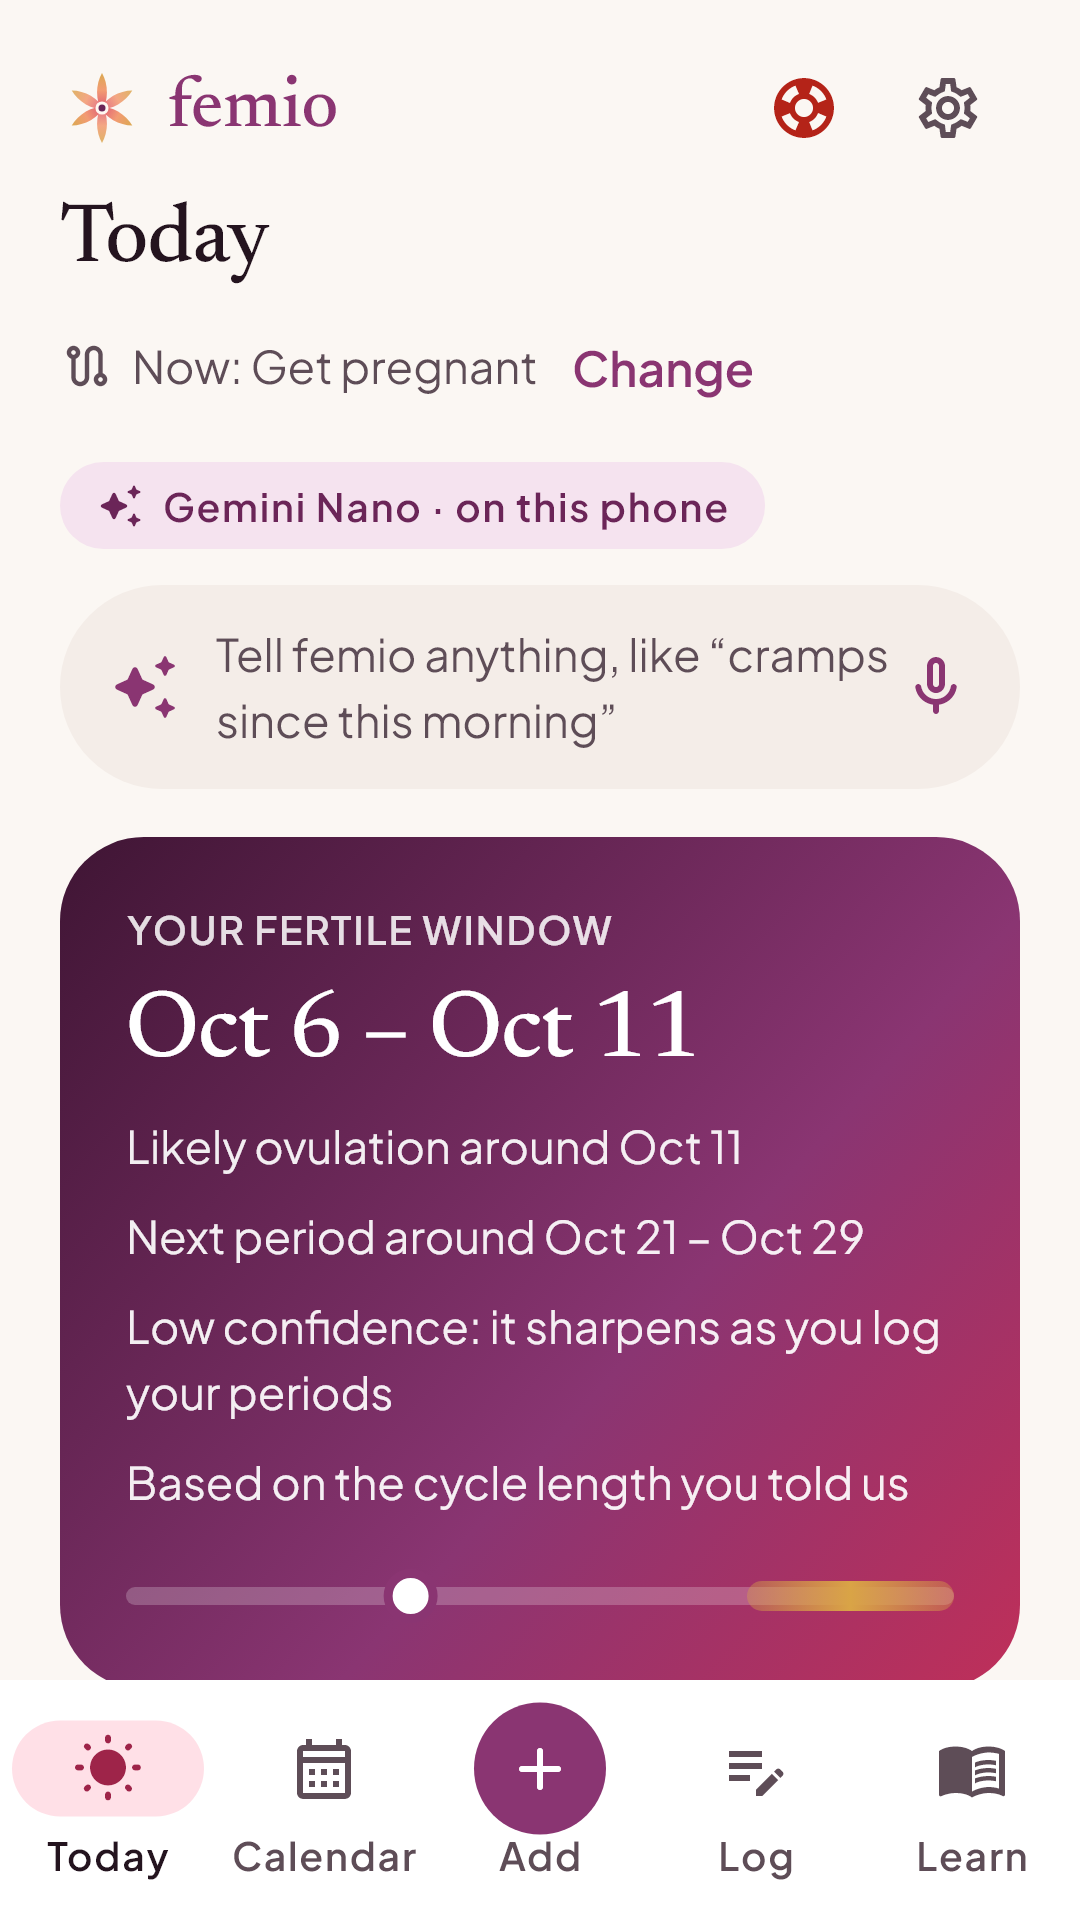 femio
Today
Now: Get pregnant Change
Gemini Nano · on this phone
Tell femio anything, like “cramps
since this morning”
YOUR FERTILE WINDOW
Oct 6 – Oct 11
Likely ovulation around Oct 11
Next period around Oct 21 – Oct 29
Low confidence: it sharpens as you log
your periods
Based on the cycle length you told us
Today Calendar Add Log Learn